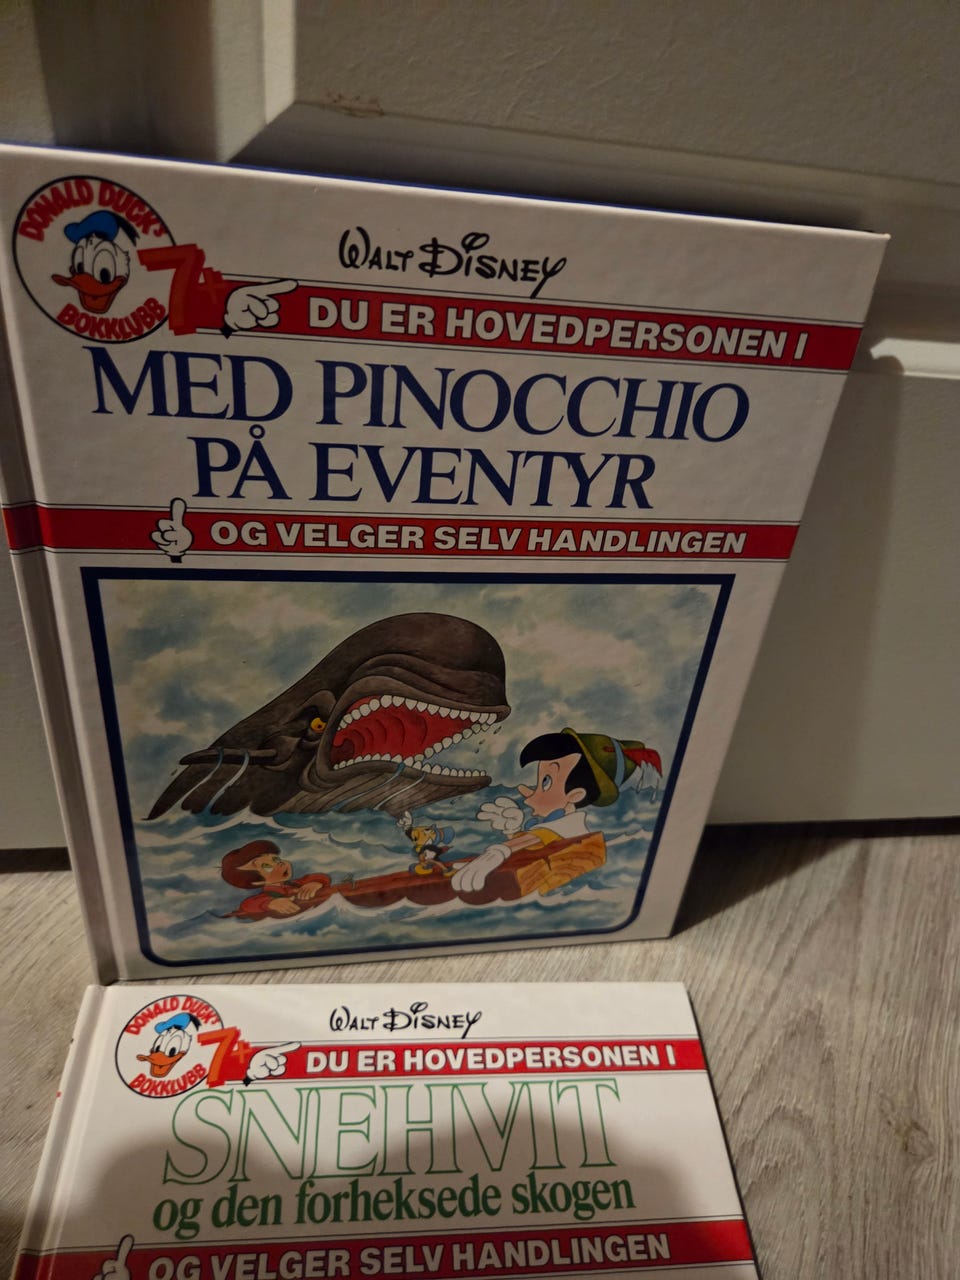 DONALD DUCK's
BOKKLUBB
7+
WALT DISNEY
DU ER HOVEDPERSONEN I
MED PINOCCHIO
PÅ EVENTYR
OG VELGER SELV HANDLINGEN
DONALD DUCK's
BOKKLUBB
7+
WALT DISNEY
DU ER HOVEDPERSONEN I
SNEHVIT
og den forheksede skogen
OG VELGER SELV HANDLINGEN